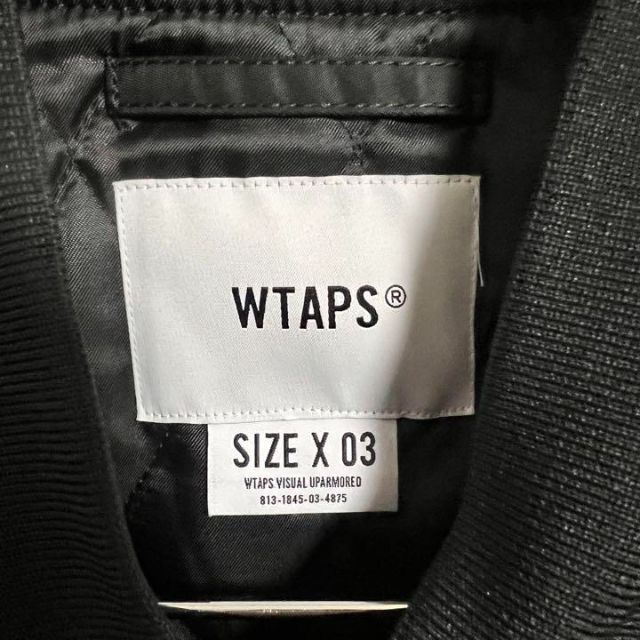 WTAPS®
SIZE X 03
WTAPS VISUAL UPARMORED
813-1845-03-4875